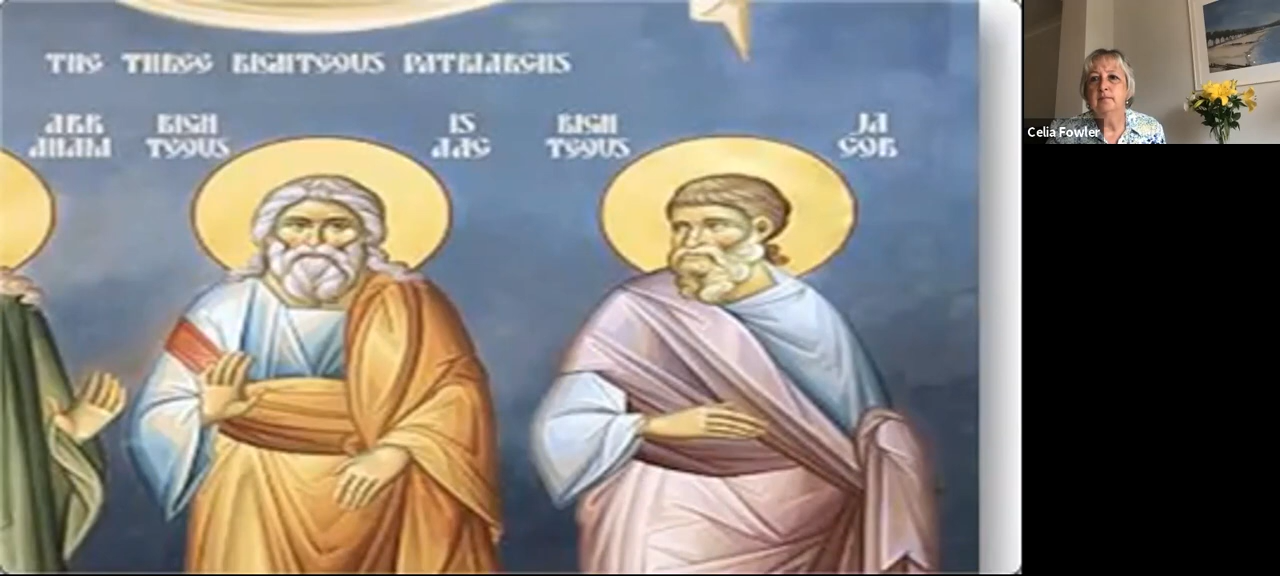 THE THREE RIGHTEOUS PATRIARCHS
ABR RIGH IS RIGH JA
AHAM TEOUS AAC TEOUS COB
Celia Fowler